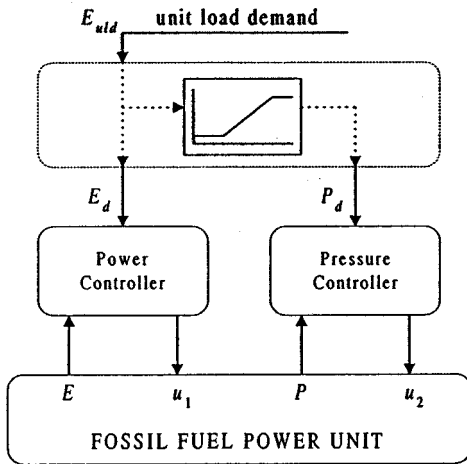 E_uld unit load demand
E_d P_d
Power Controller
Pressure Controller
E u_1 P u_2
FOSSIL FUEL POWER UNIT